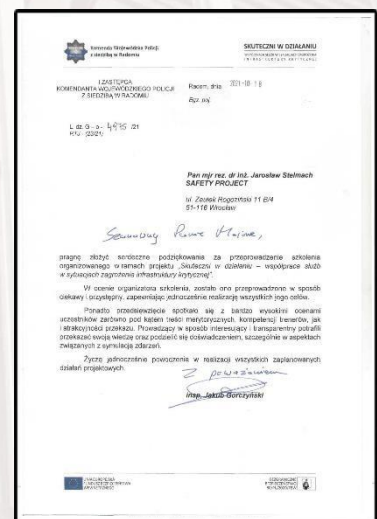 Komenda Wojewódzka Policji
z siedzibą w Radomiu
SKUTECZNI W DZIAŁANIU
I ZASTĘPCA
KOMENDANTA WOJEWÓDZKIEGO POLICJI
Z SIEDZIBĄ W RADOMIU
Radom, dnia 2021-10-18
Egz. poj.
L. dz. G - a - 4975 /21
Pan mjr rez. dr inż. Jarosław Stelmach
SAFETY PROJECT
ul. Zaułek Rogoziński 11 B/4
51-116 Wrocław
Szanowny Panie Majorze,
pragnę złożyć serdeczne podziękowania za przeprowadzenie szkolenia
organizowanego w ramach projektu „Skuteczni w działaniu – współpraca służb
w sytuacjach zagrożenia infrastruktury krytycznej”.
W ocenie organizatora szkolenia, zostało ono przeprowadzone w sposób
ciekawy i przystępny, zapewniając jednocześnie realizację wszystkich jego celów.
Ponadto przedsięwzięcie spotkało się z bardzo wysokimi ocenami
uczestników zarówno pod kątem treści merytorycznych, kompetencji trenerów, jak
i atrakcyjności przekazu. Prowadzący w sposób interesujący i transparentny potrafili
przekazać swoją wiedzę oraz podzielić się doświadczeniem, szczególnie w aspektach
związanych z symulacją zdarzeń.
Życzę jednocześnie powodzenia w realizacji wszystkich zaplanowanych
działań projektowych.
Z poważaniem
insp. Jakub Gorczyński
UNIA EUROPEJSKA